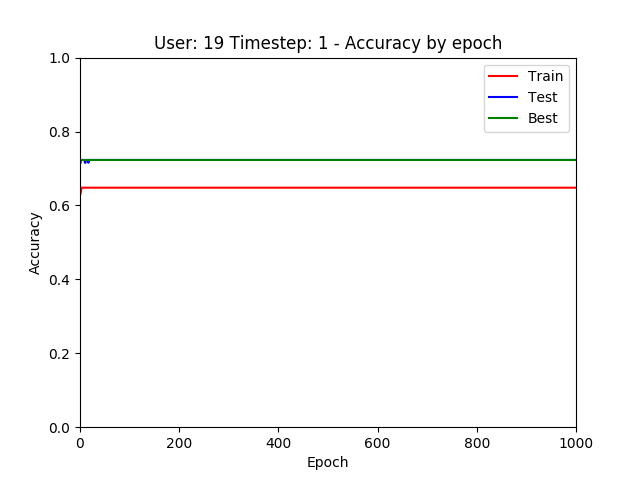 User: 19 Timestep: 1 - Accuracy by epoch
1.0
Train
Test
Best
0.8
0.6
Accuracy
0.4
0.2
0.0
0 200 400 600 800 1000
Epoch